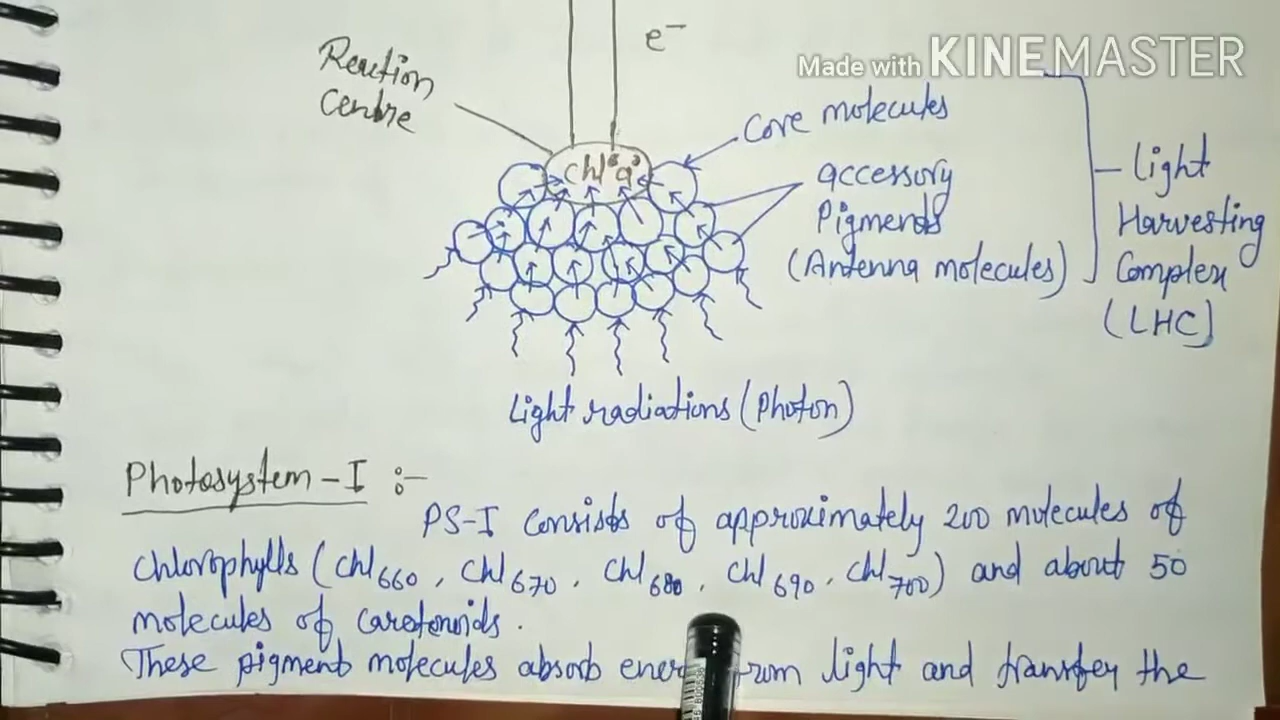 e⁻
Made with KINEMASTER
Reaction
Centre
Core molecules
chl 'a'
accessory
Pigments
(Antenna molecules)
Light
Harvesting
Complex
(LHC)
Light radiations (Photon)
Photosystem-I :-
PS-I consists of approximately 200 molecules of
chlorophylls (chl660, chl670, chl680, chl690, chl700) and about 50
molecules of carotenoids.
These pigment molecules absorb ener from light and transfer the